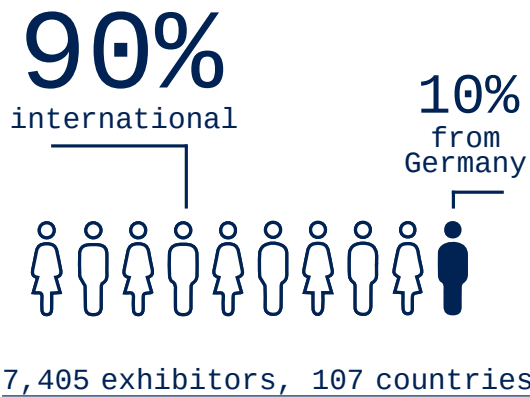 90%
international
10%
from
Germany
7,405 exhibitors, 107 countries